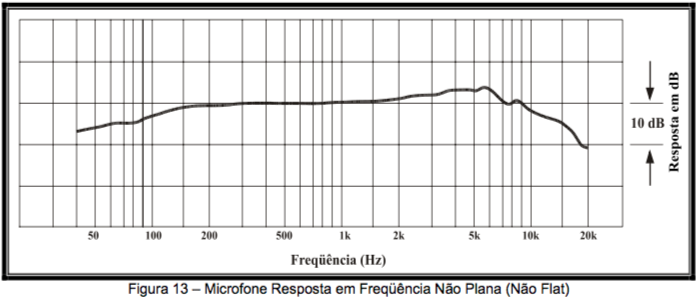 10 dB
Resposta em dB
50 100 200 500 1k 2k 5k 10k 20k
Freqüência (Hz)
Figura 13 – Microfone Resposta em Freqüência Não Plana (Não Flat)